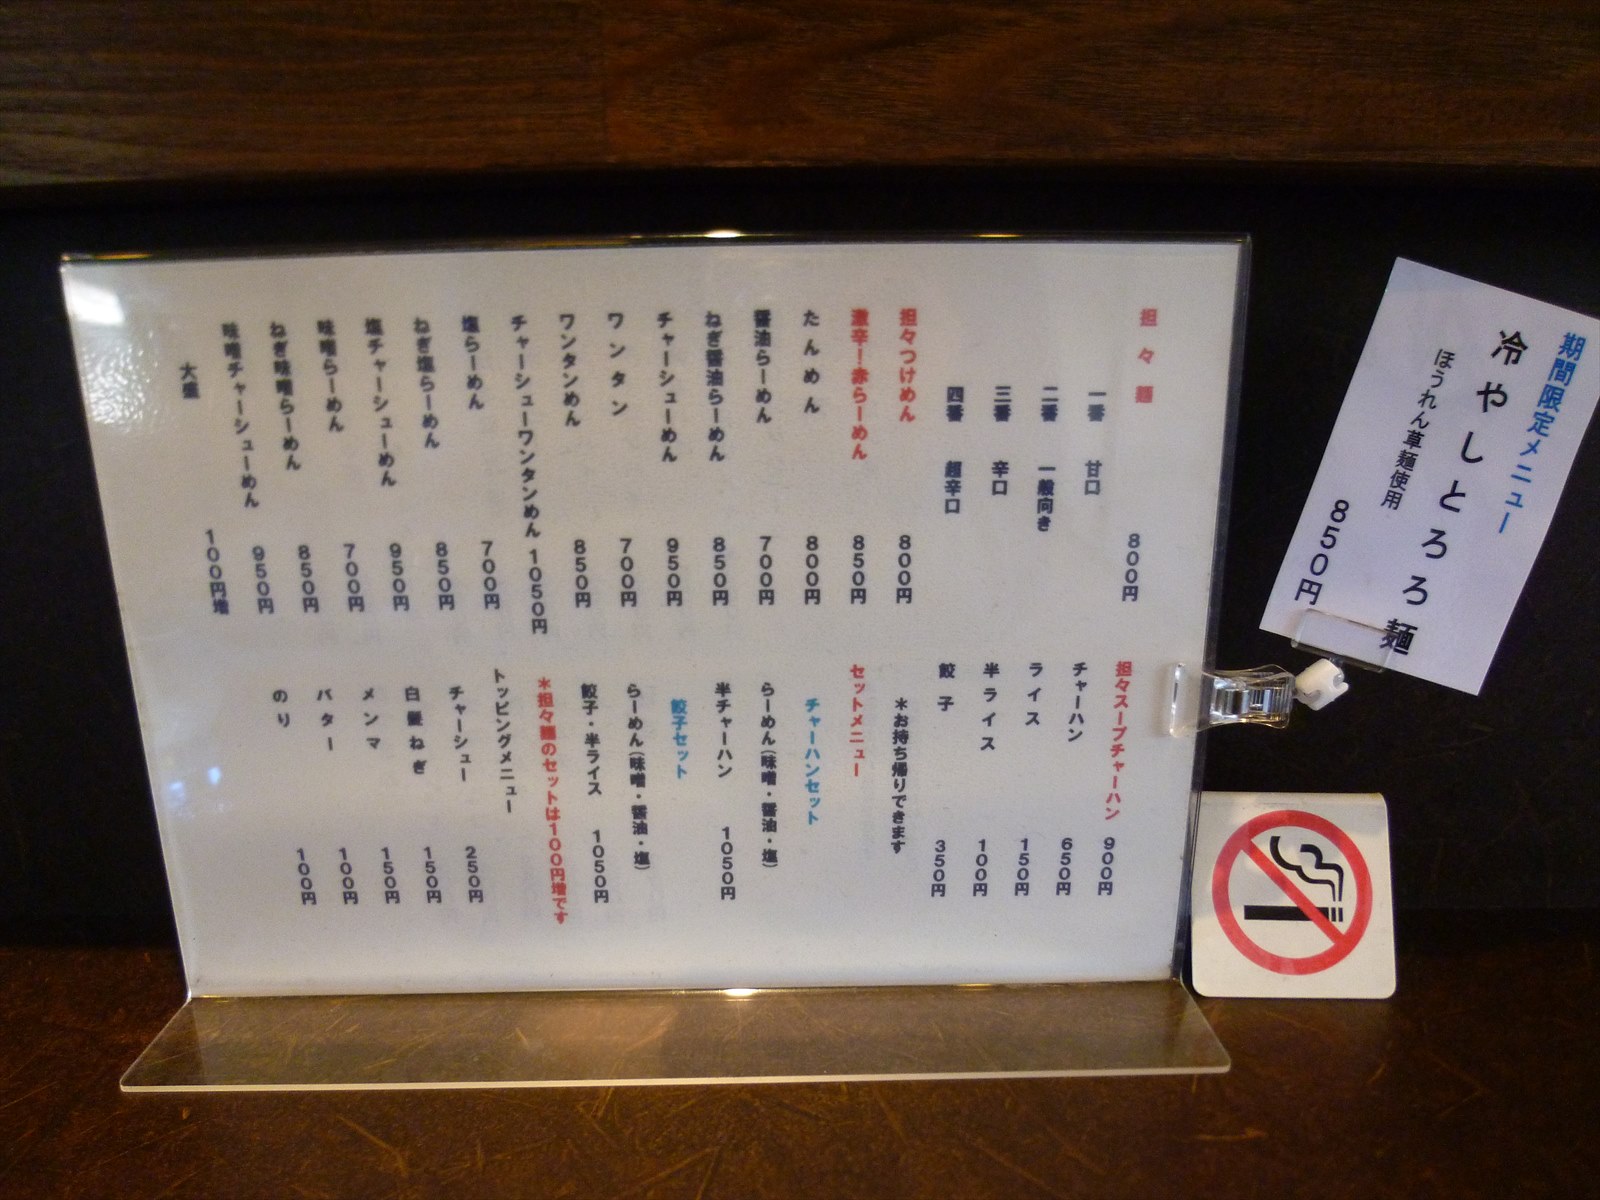 担々麺 800円
一番 甘口
二番 一般向き
三番 辛口
四番 超辛口
担々つけめん 800円
激辛!赤らーめん 850円
たんめん 800円
醤油らーめん 700円
ねぎ醤油らーめん 850円
チャーシューめん 950円
ワンタン 700円
ワンタンめん 850円
チャーシューワンタンめん 1050円
塩らーめん 700円
ねぎ塩らーめん 850円
塩チャーシューめん 950円
味噌らーめん 700円
ねぎ味噌らーめん 850円
味噌チャーシューめん 950円
大盛 100円増
担々スープチャーハン 900円
チャーハン 650円
ライス 150円
半ライス 100円
餃子 350円
*お持ち帰りできます
セットメニュー
チャーハンセット
らーめん(味噌・醤油・塩)
半チャーハン 1050円
餃子セット
らーめん(味噌・醤油・塩)
餃子・半ライス 1050円
*担々麺のセットは100円増です
トッピングメニュー
チャーシュー 250円
白髪ねぎ 150円
メンマ 150円
バター 100円
のり 100円
期間限定メニュー
冷やしとろろ麺
ほうれん草麺使用
850円